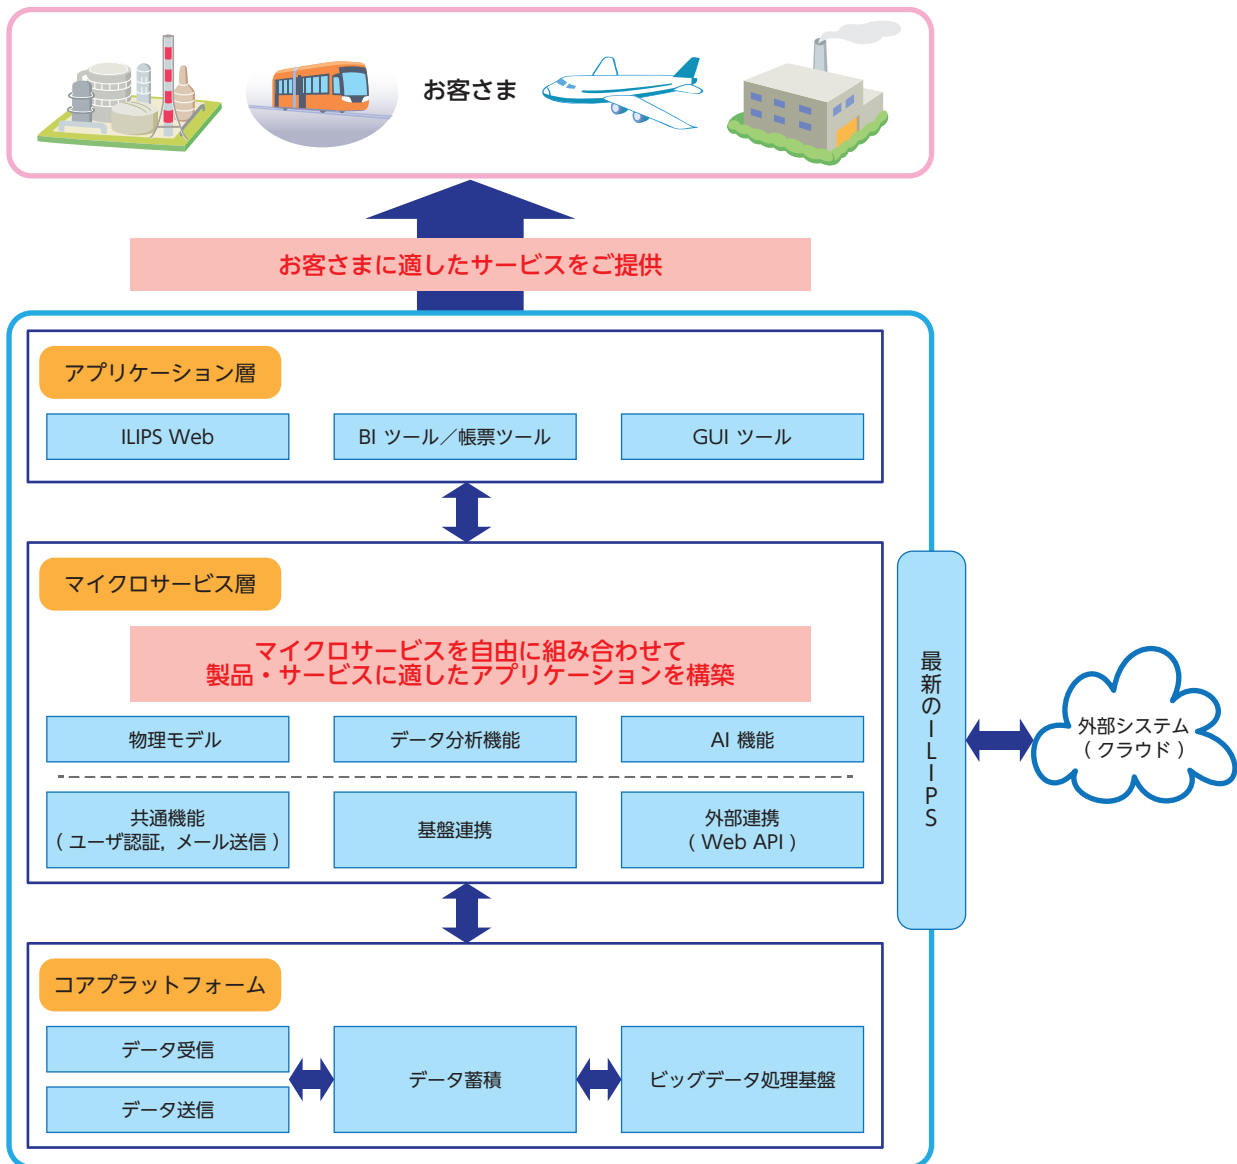 お客さま
お客さまに適したサービスをご提供
アプリケーション層
ILIPS Web
BI ツール／帳票ツール
GUI ツール
マイクロサービス層
マイクロサービスを自由に組み合わせて
製品・サービスに適したアプリケーションを構築
物理モデル
データ分析機能
AI 機能
共通機能
( ユーザ認証, メール送信 )
基盤連携
外部連携
( Web API )
最新のILIPS
外部システム
( クラウド )
コアプラットフォーム
データ受信
データ送信
データ蓄積
ビッグデータ処理基盤